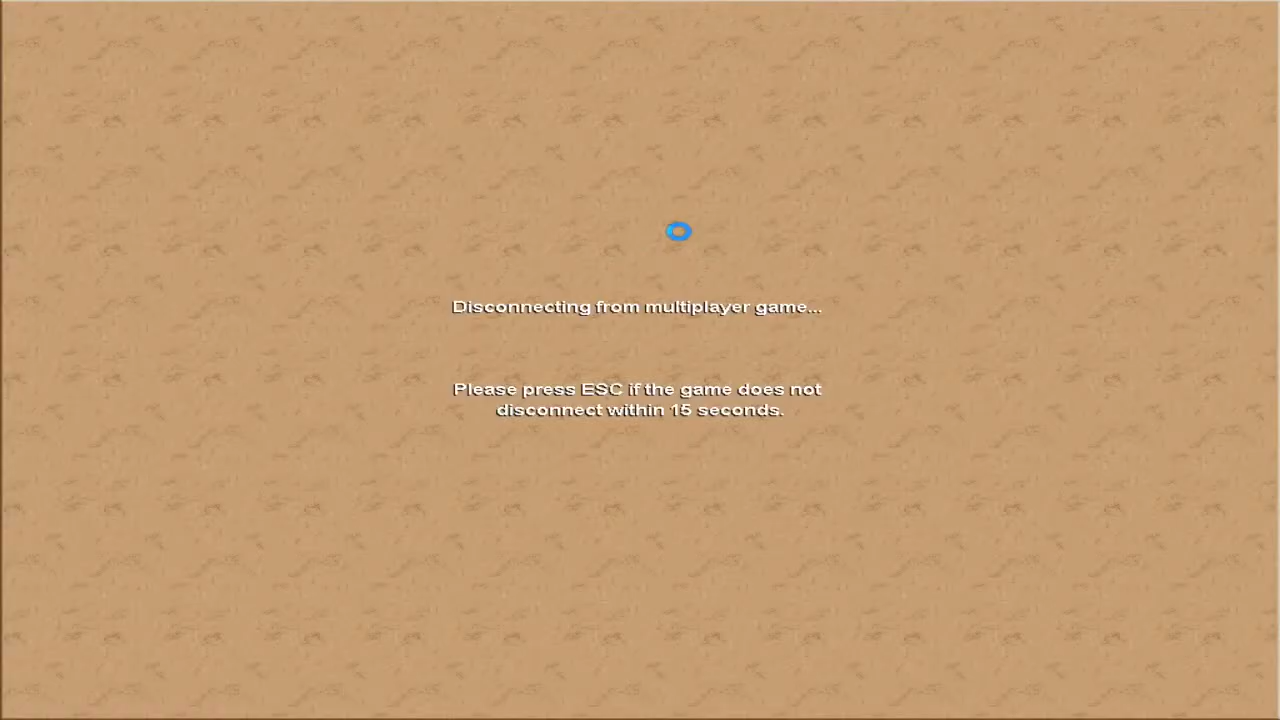 Disconnecting from multiplayer game...
Please press ESC if the game does not
disconnect within 15 seconds.